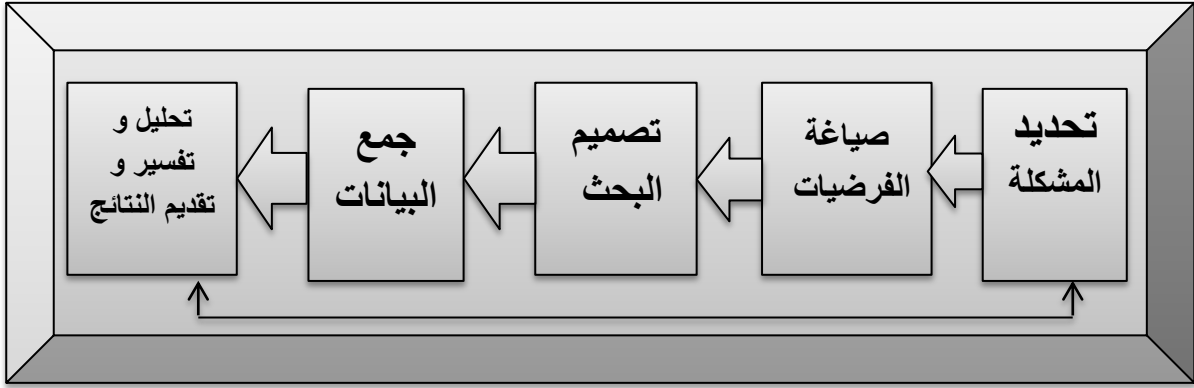 تحديد
المشكلة
صياغة
الفرضيات
تصميم
البحث
جمع
البيانات
تحليل و
تفسير و
تقديم النتائج